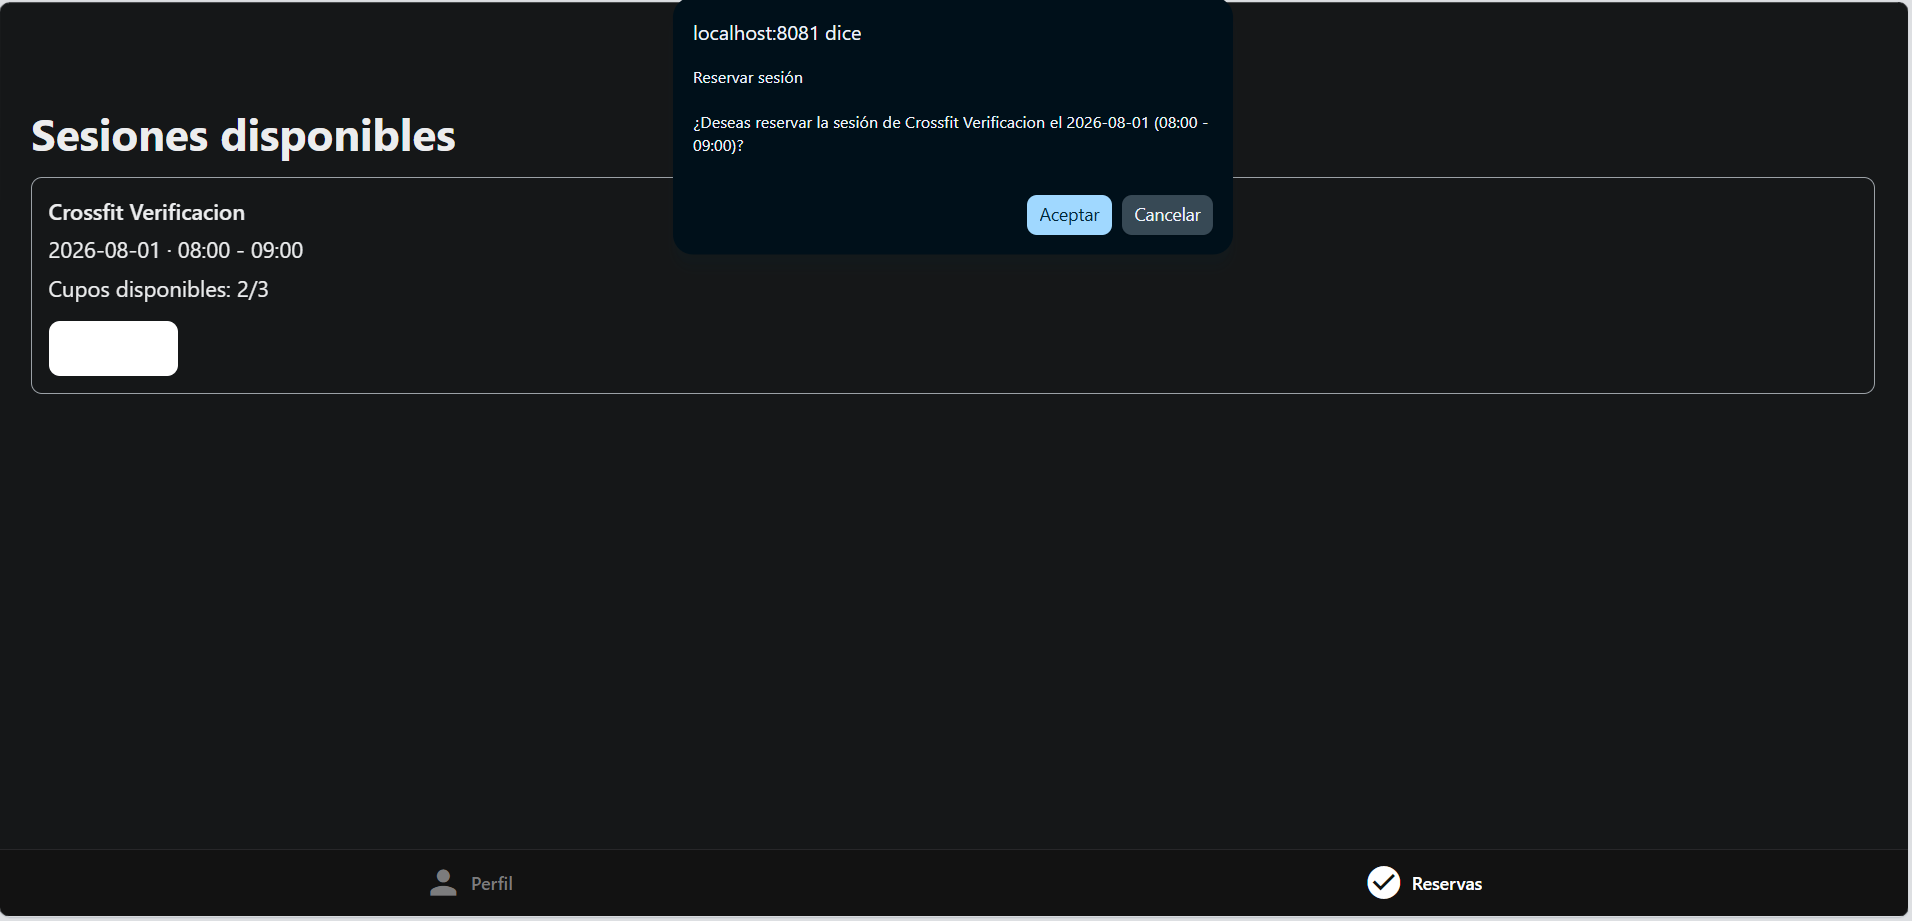 localhost:8081 dice
Reservar sesión
¿Deseas reservar la sesión de Crossfit Verificacion el 2026-08-01 (08:00 -
09:00)?
Aceptar
Cancelar
Sesiones disponibles
Crossfit Verificacion
2026-08-01 · 08:00 - 09:00
Cupos disponibles: 2/3
Perfil
Reservas